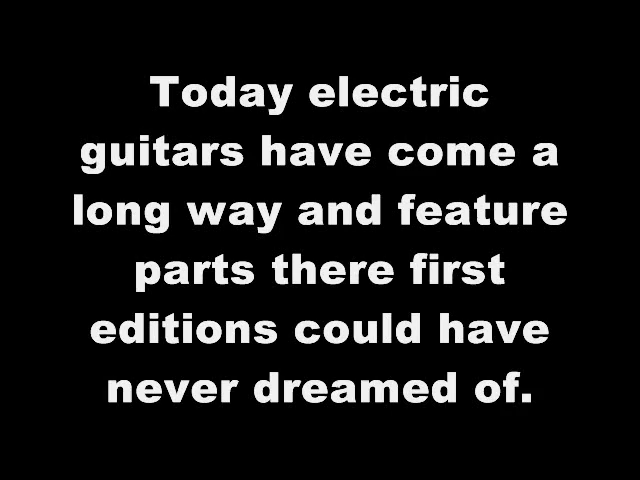 Today electric
guitars have come a
long way and feature
parts there first
editions could have
never dreamed of.